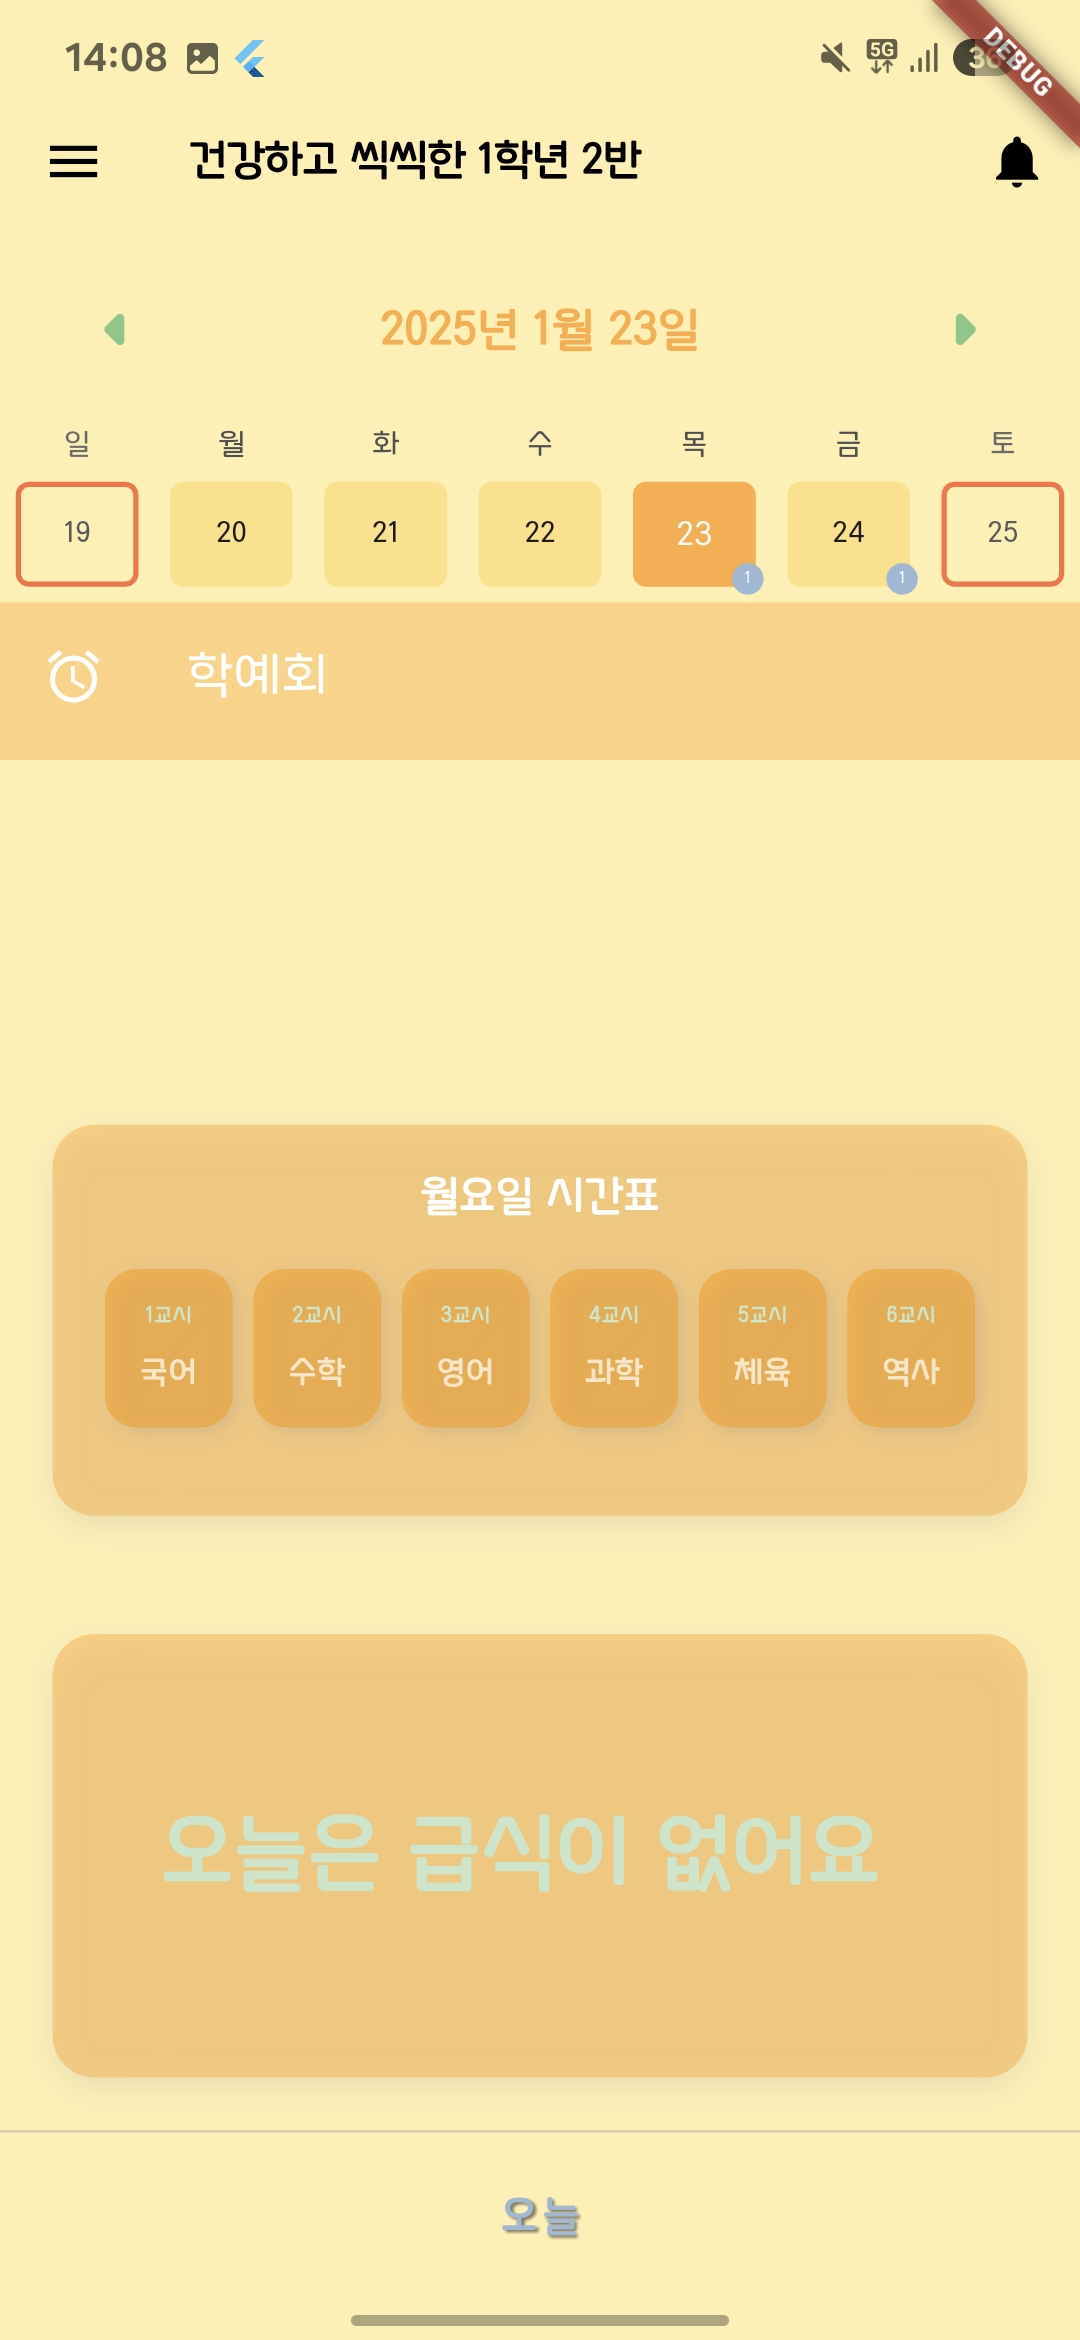 14:08 5G 36 DEBUG
건강하고 씩씩한 1학년 2반
2025년 1월 23일
일 월 화 수 목 금 토
19 20 21 22 23 24 25
1 1
학예회
월요일 시간표
1교시 2교시 3교시 4교시 5교시 6교시
국어 수학 영어 과학 체육 역사
오늘은 급식이 없어요
오늘